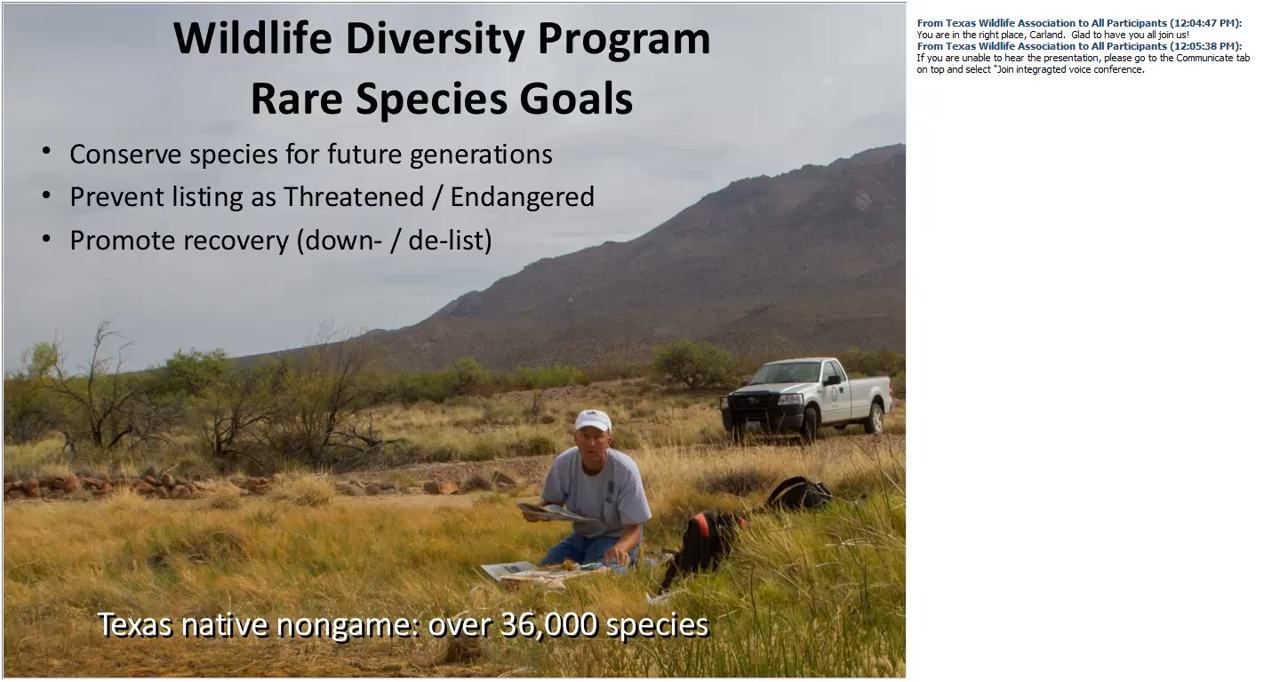 Wildlife Diversity Program
Rare Species Goals
• Conserve species for future generations
• Prevent listing as Threatened / Endangered
• Promote recovery (down- / de-list)
Texas native nongame: over 36,000 species
From Texas Wildlife Association to All Participants (12:04:47 PM):
You are in the right place, Carland.  Glad to have you all join us!
From Texas Wildlife Association to All Participants (12:05:38 PM):
If you are unable to hear the presentation, please go to the Communicate tab
on top and select "Join integragted voice conference.